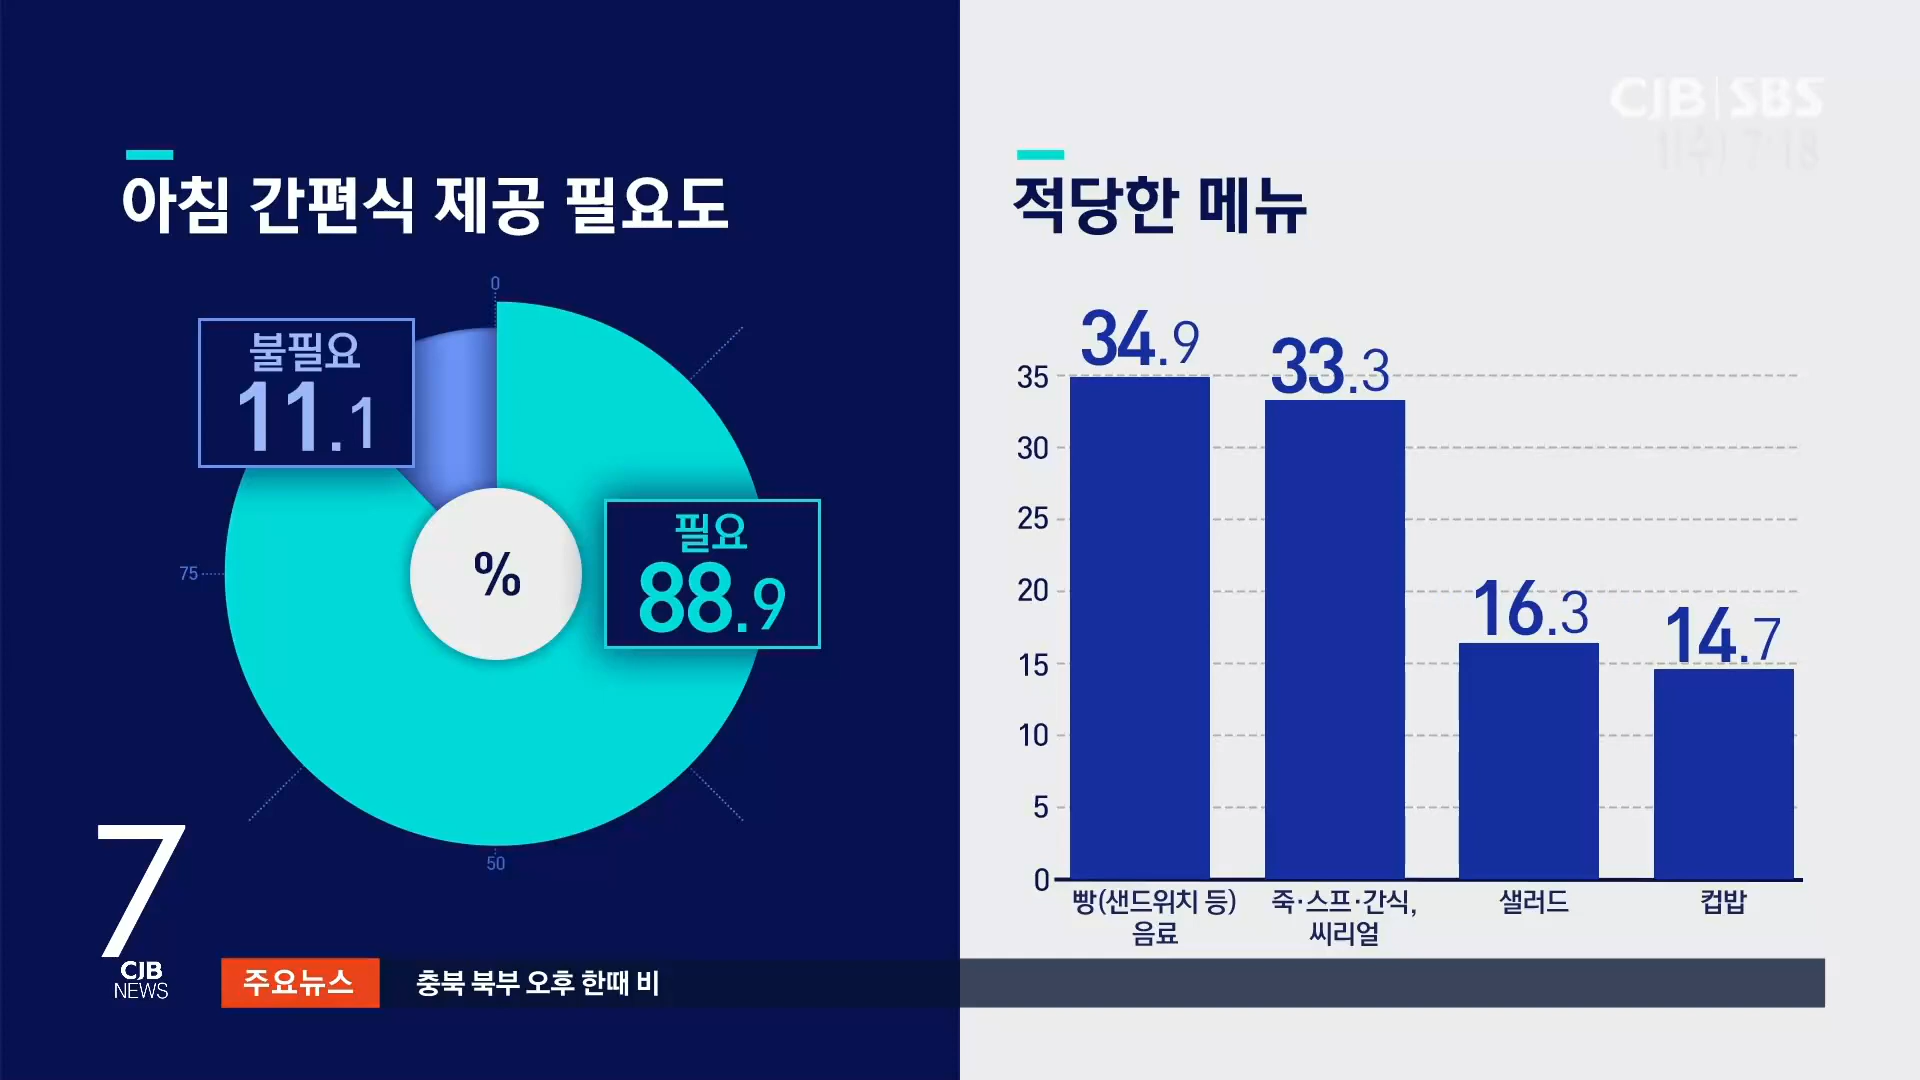 CJB SBS
7:18
아침 간편식 제공 필요도
0
불필요
11.1
75
%
필요
88.9
50
적당한 메뉴
34.9
33.3
16.3
14.7
35
30
25
20
15
10
5
0
빵(샌드위치 등)
음료
죽·스프·간식,
씨리얼
샐러드
컵밥
7
CJB
NEWS
주요뉴스
충북 북부 오후 한때 비